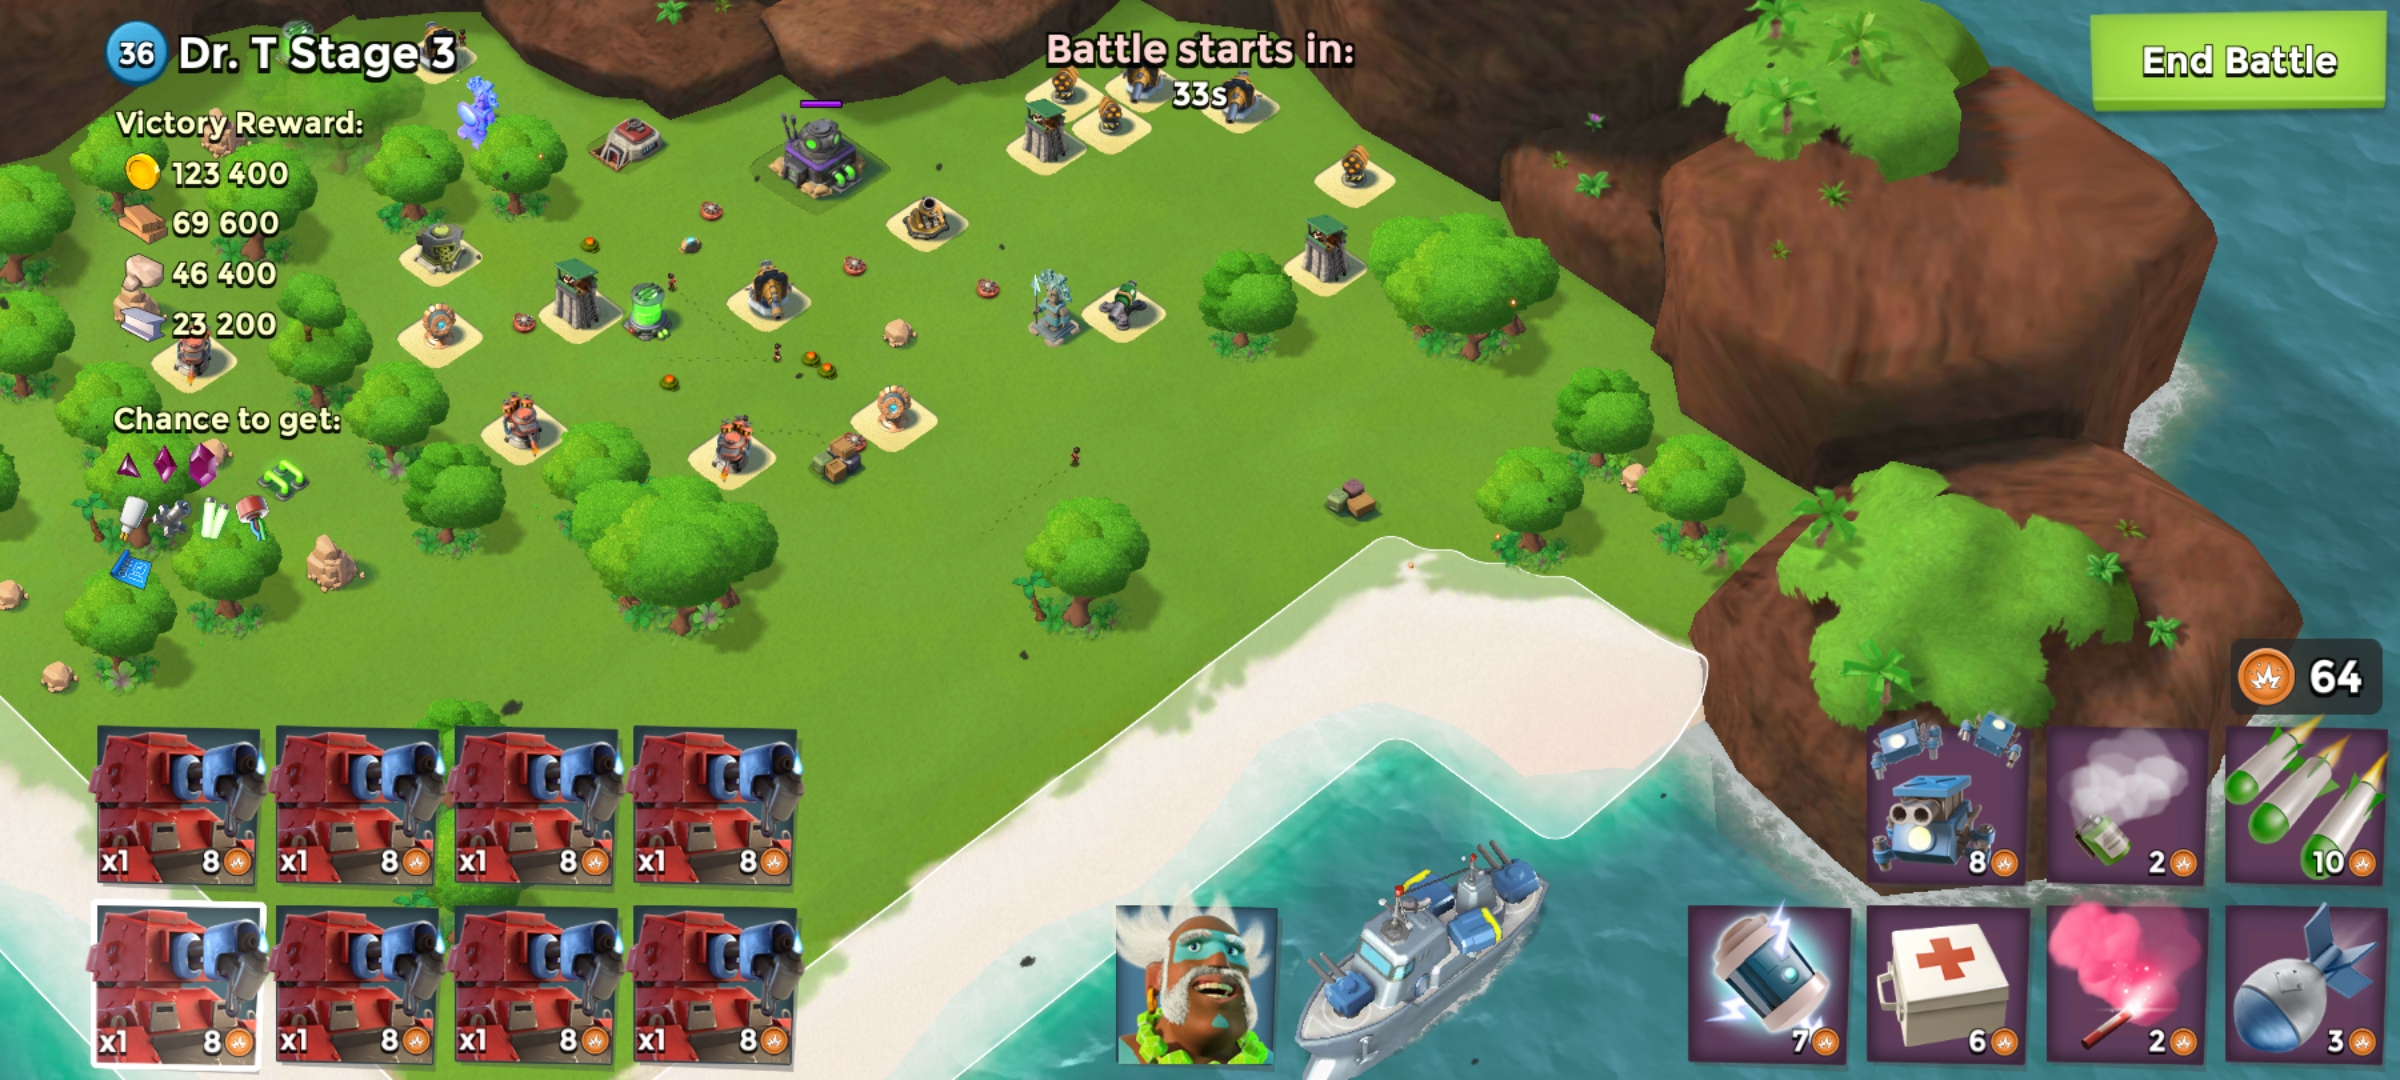 36 Dr. T Stage 3
Battle starts in:
33s
End Battle
Victory Reward:
123 400
69 600
46 400
23 200
Chance to get:
64
x1 8 x1 8 x1 8 x1 8
8 2 10
x1 8 x1 8 x1 8 x1 8
7 6 2 3